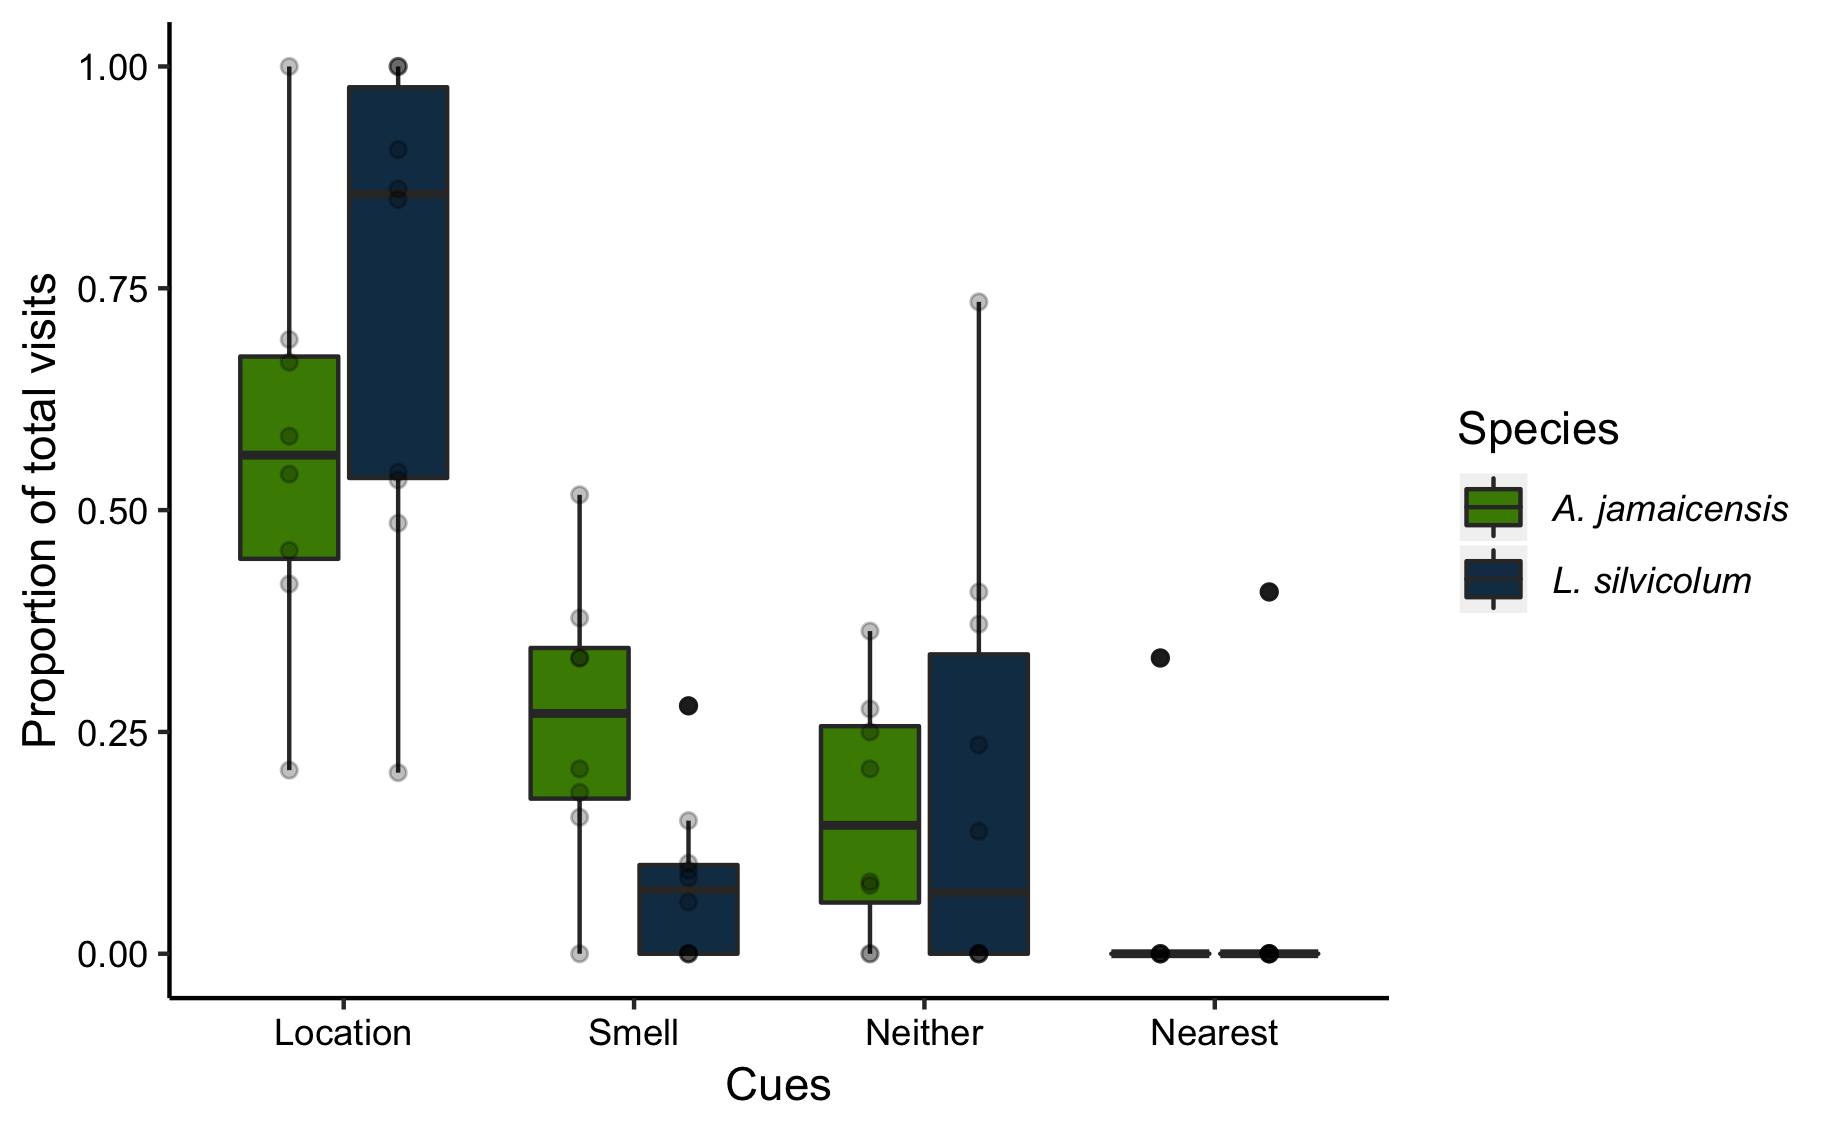 Proportion of total visits
1.00
0.75
0.50
0.25
0.00
Location Smell Neither Nearest
Cues
Species
A. jamaicensis
L. silvicolum